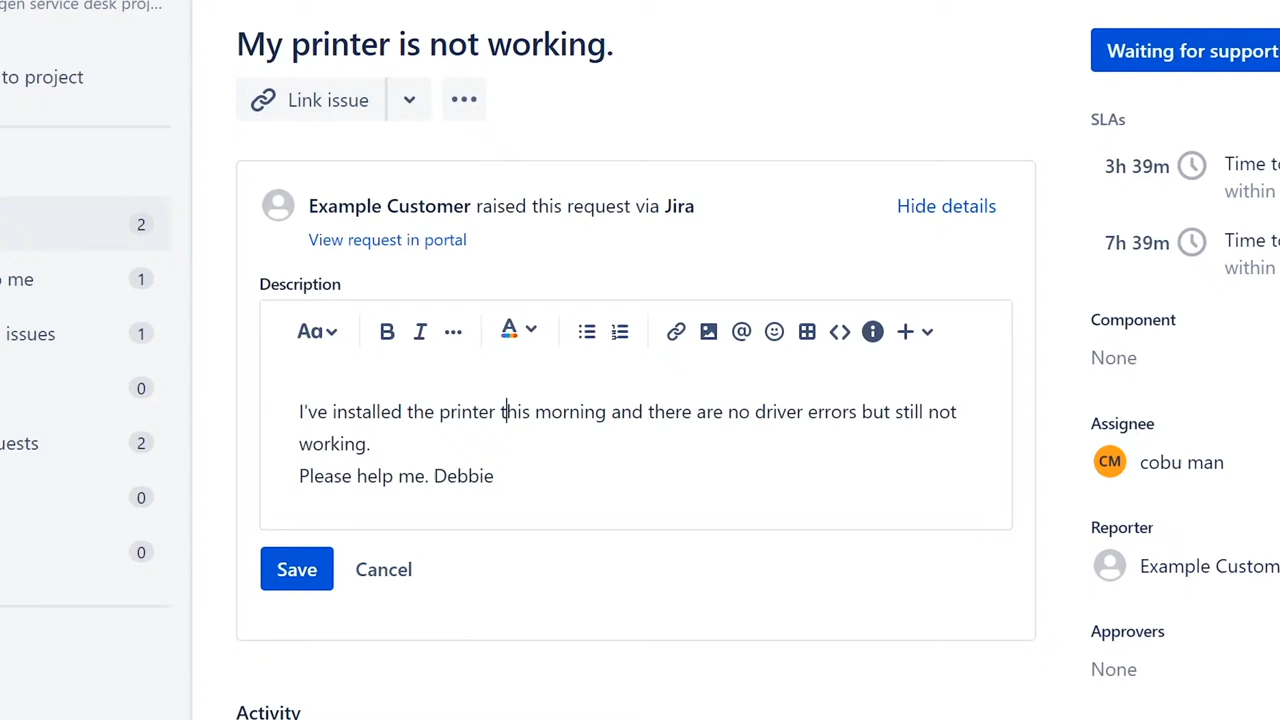 gen service desk proj...
to project
2
o me
1
issues
1
0
uests
2
0
0
My printer is not working.
Link issue
Example Customer raised this request via Jira
Hide details
View request in portal
Description
Aa B I A @ <> i +
I've installed the printer this morning and there are no driver errors but still not
working.
Please help me. Debbie
Save Cancel
Activity
Waiting for support
SLAs
3h 39m Time to
within
7h 39m Time to
within
Component
None
Assignee
CM cobu man
Reporter
Example Custom
Approvers
None